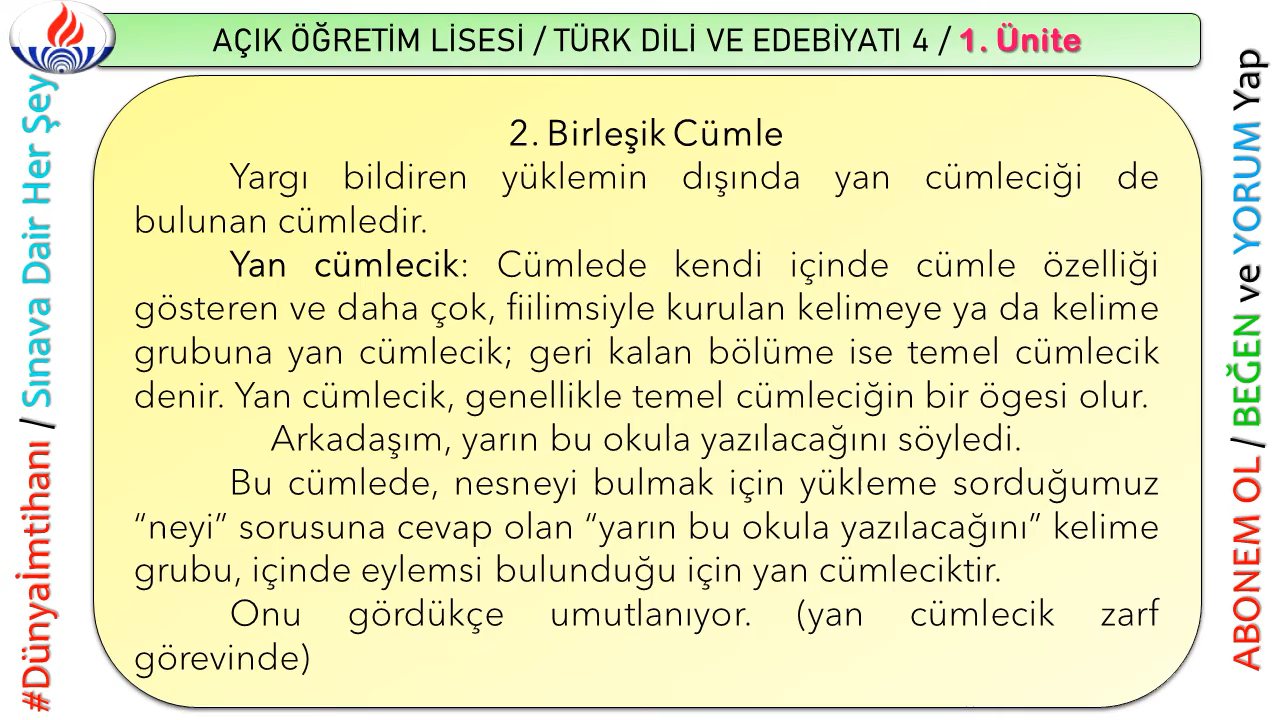 AÇIK ÖĞRETİM LİSESİ / TÜRK DİLİ VE EDEBİYATI 4 / 1. Ünite
#Dünyaİmtihanı / Sınava Dair Her Şey
2. Birleşik Cümle
Yargı bildiren yüklemin dışında yan cümleciği de
bulunan cümledir.
Yan cümlecik: Cümlede kendi içinde cümle özelliği
gösteren ve daha çok, fiilimsiyle kurulan kelimeye ya da kelime
grubuna yan cümlecik; geri kalan bölüme ise temel cümlecik
denir. Yan cümlecik, genellikle temel cümleciğin bir ögesi olur.
Arkadaşım, yarın bu okula yazılacağını söyledi.
Bu cümlede, nesneyi bulmak için yükleme sorduğumuz
“neyi” sorusuna cevap olan “yarın bu okula yazılacağını” kelime
grubu, içinde eylemsi bulunduğu için yan cümleciktir.
Onu gördükçe umutlanıyor. (yan cümlecik zarf
görevinde)
ABONEM OL / BEĞEN ve YORUM Yap